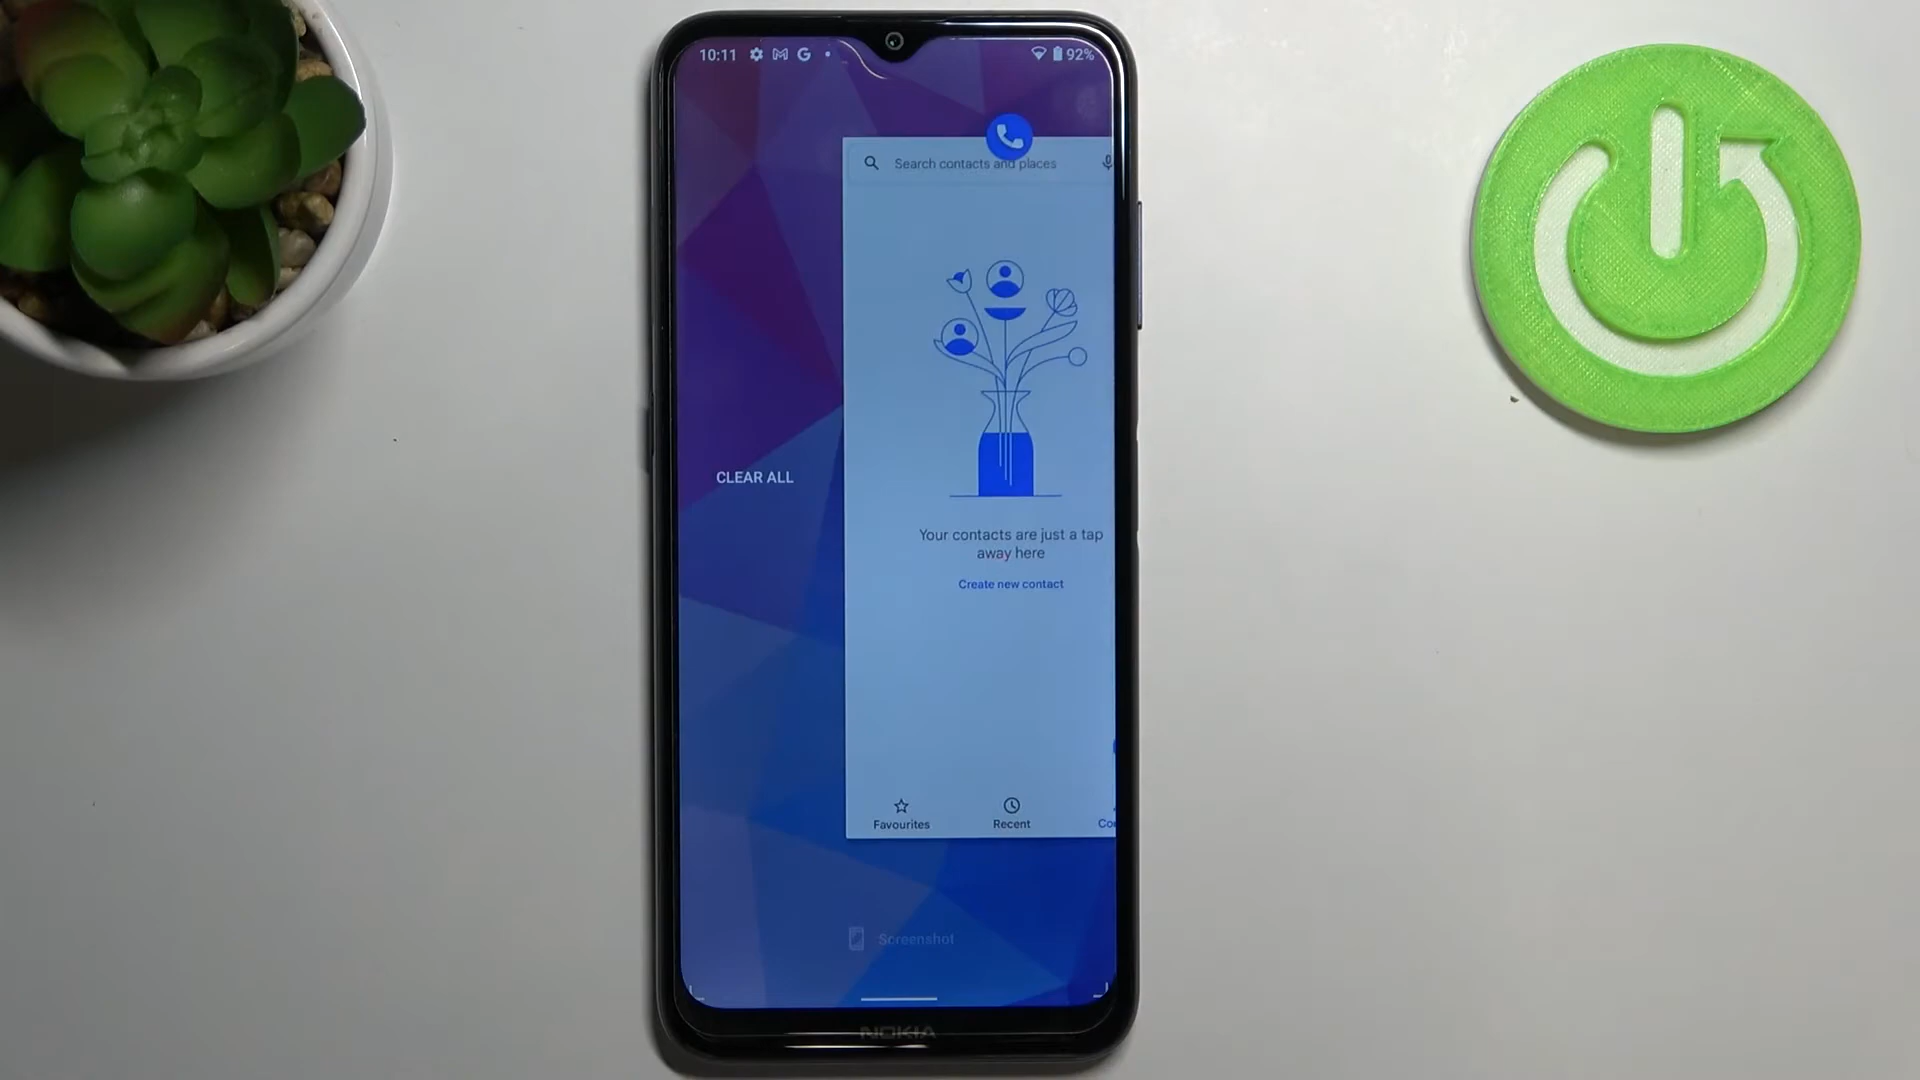 10:11
92%
Search contacts and places
CLEAR ALL
Your contacts are just a tap
away here
Create new contact
Favourites
Recent
Co
Screenshot
NOKIA